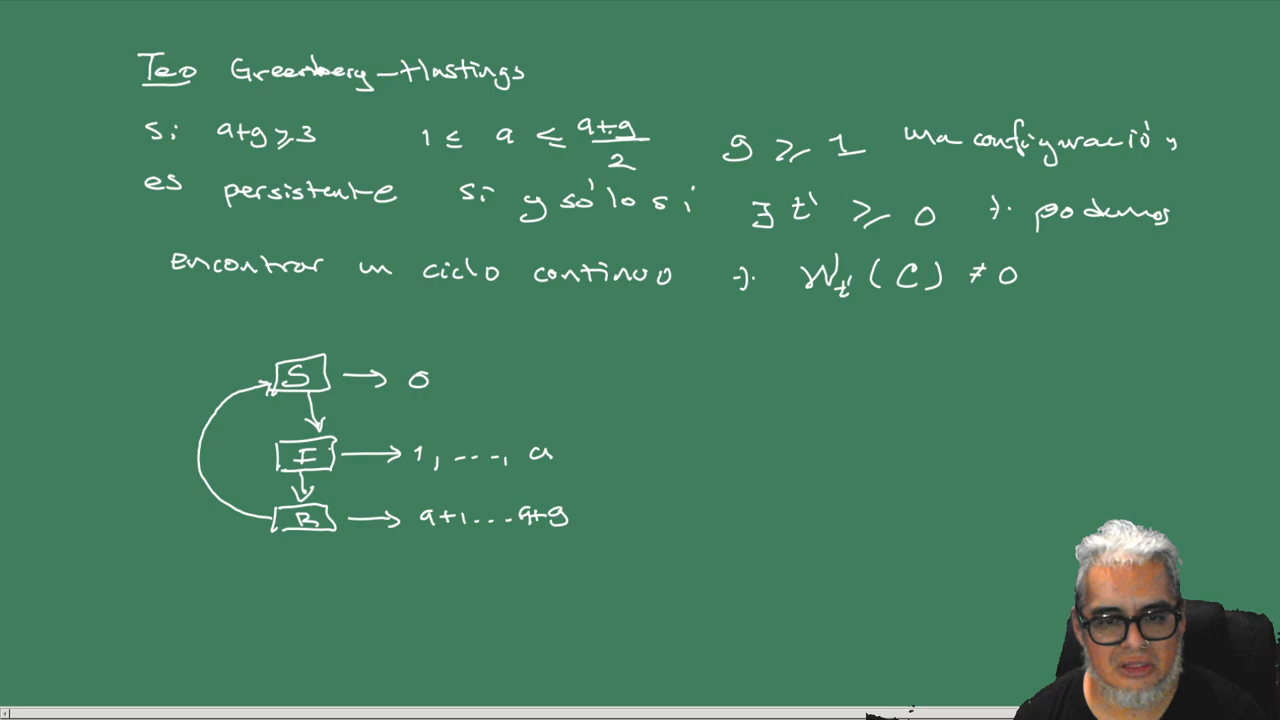 Teo Greenberg-Hastings
Si a+g ≥ 3 1 ≤ a ≤ (a+g)/2 g ≥ 1 una configuración
es persistente si y sólo si ∃ t' ≥ 0 ∋. podemos
encontrar un ciclo continuo ∋. W_t'(C) ≠ 0
S → 0
I → 1, ..., a
R → a+1 ... a+g